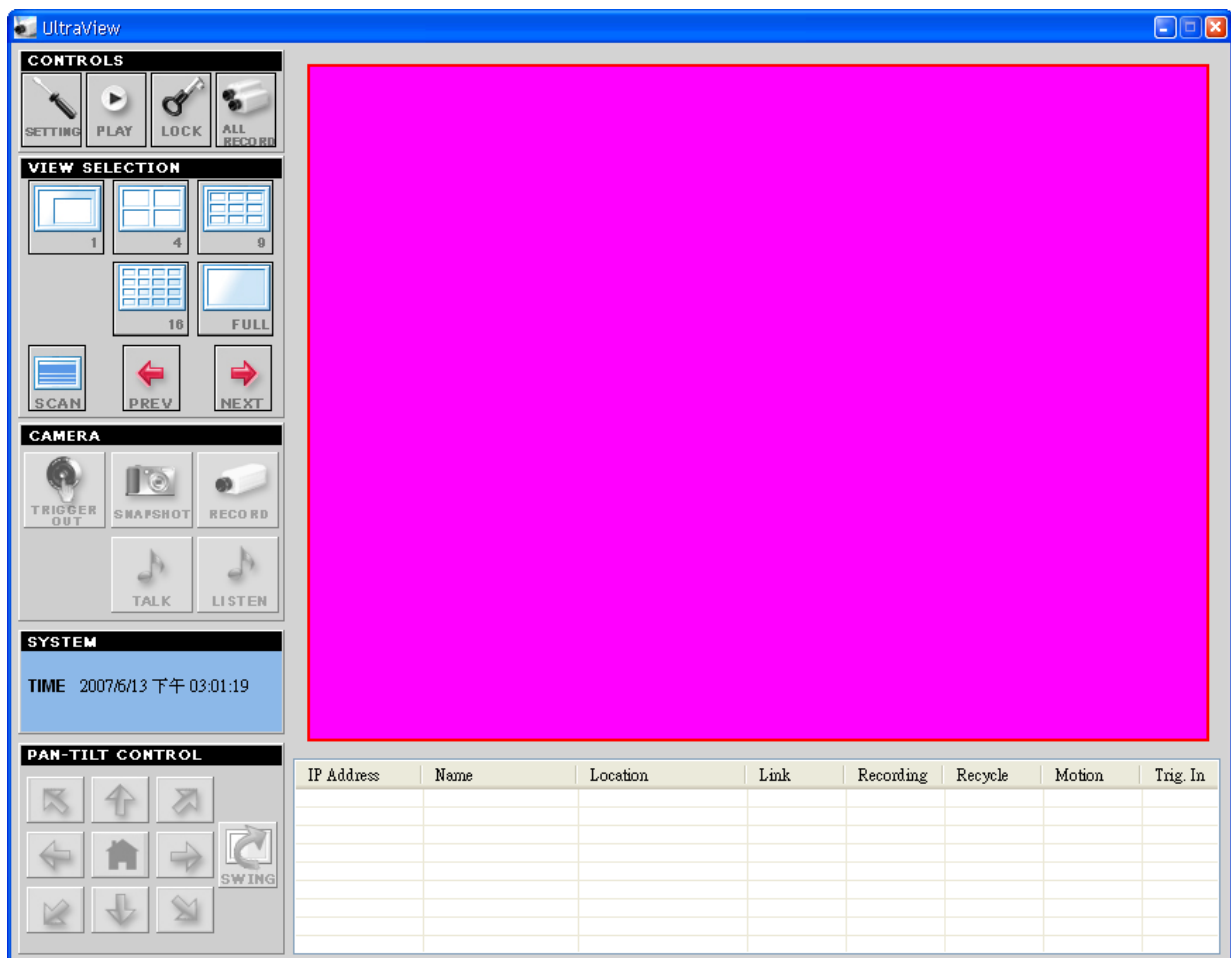 UltraView
CONTROLS
SETTING PLAY LOCK ALL RECORD
VIEW SELECTION
1 4 9
16 FULL
SCAN PREV NEXT
CAMERA
TRIGGER OUT SNAPSHOT RECORD
TALK LISTEN
SYSTEM
TIME 2007/6/13 下午 03:01:19
PAN-TILT CONTROL
SWING
IP Address Name Location Link Recording Recycle Motion Trig. In